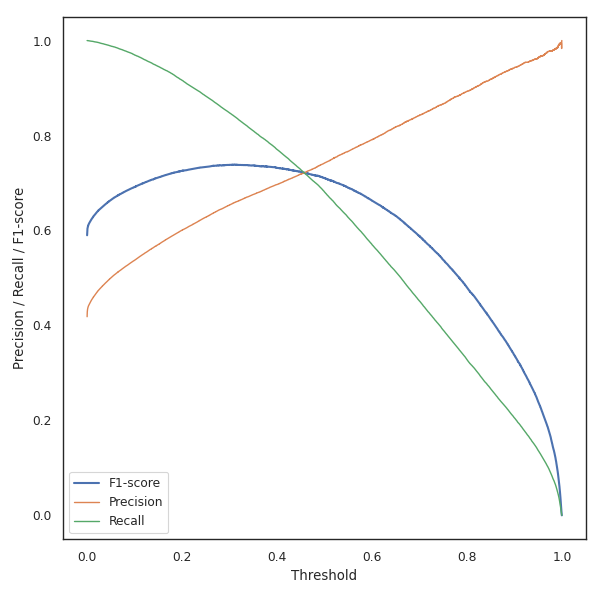 Precision / Recall / F1-score
1.0
0.8
0.6
0.4
0.2
0.0
F1-score
Precision
Recall
0.0 0.2 0.4 0.6 0.8 1.0
Threshold